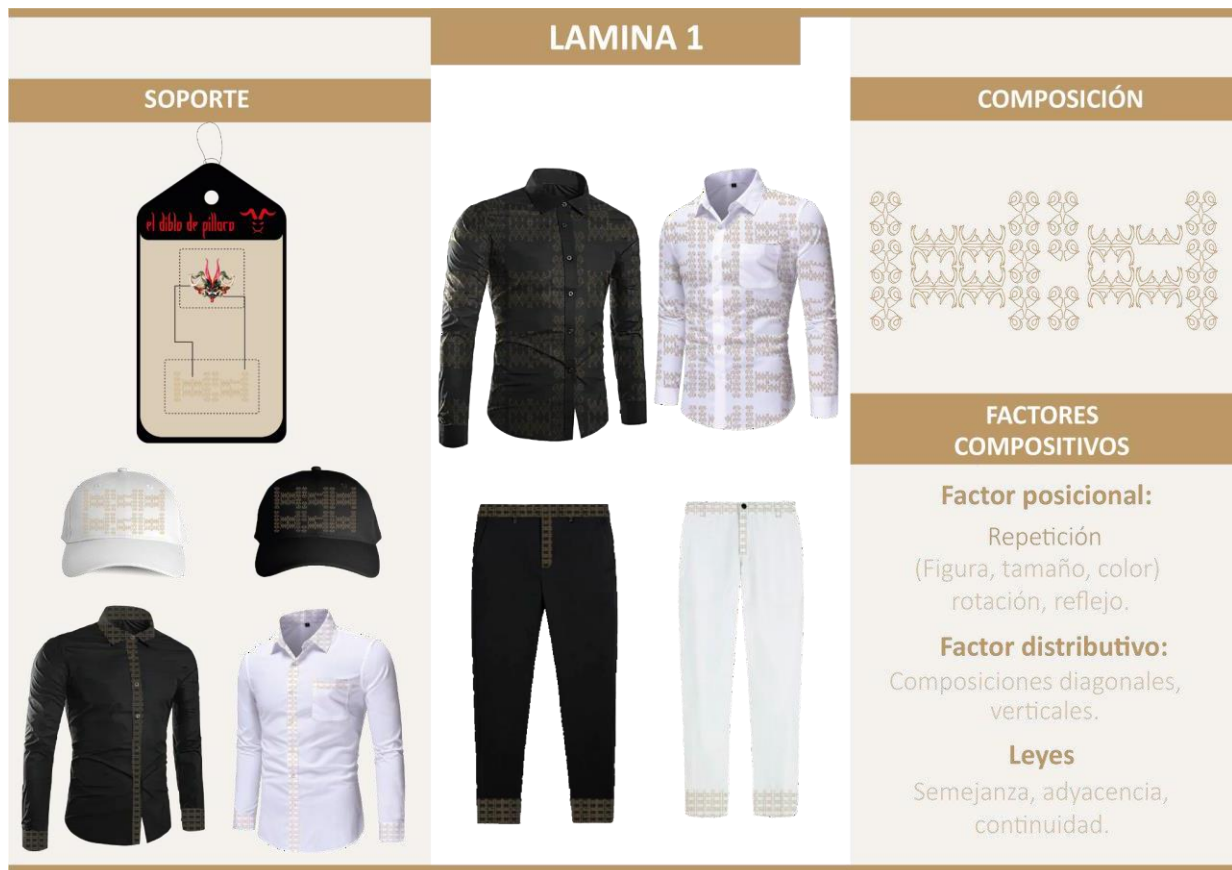 LAMINA 1
SOPORTE
el diblo de pillaro
COMPOSICIÓN
FACTORES
COMPOSITIVOS
Factor posicional:
Repetición
(Figura, tamaño, color)
rotación, reflejo.
Factor distributivo:
Composiciones diagonales,
verticales.
Leyes
Semejanza, adyacencia,
continuidad.